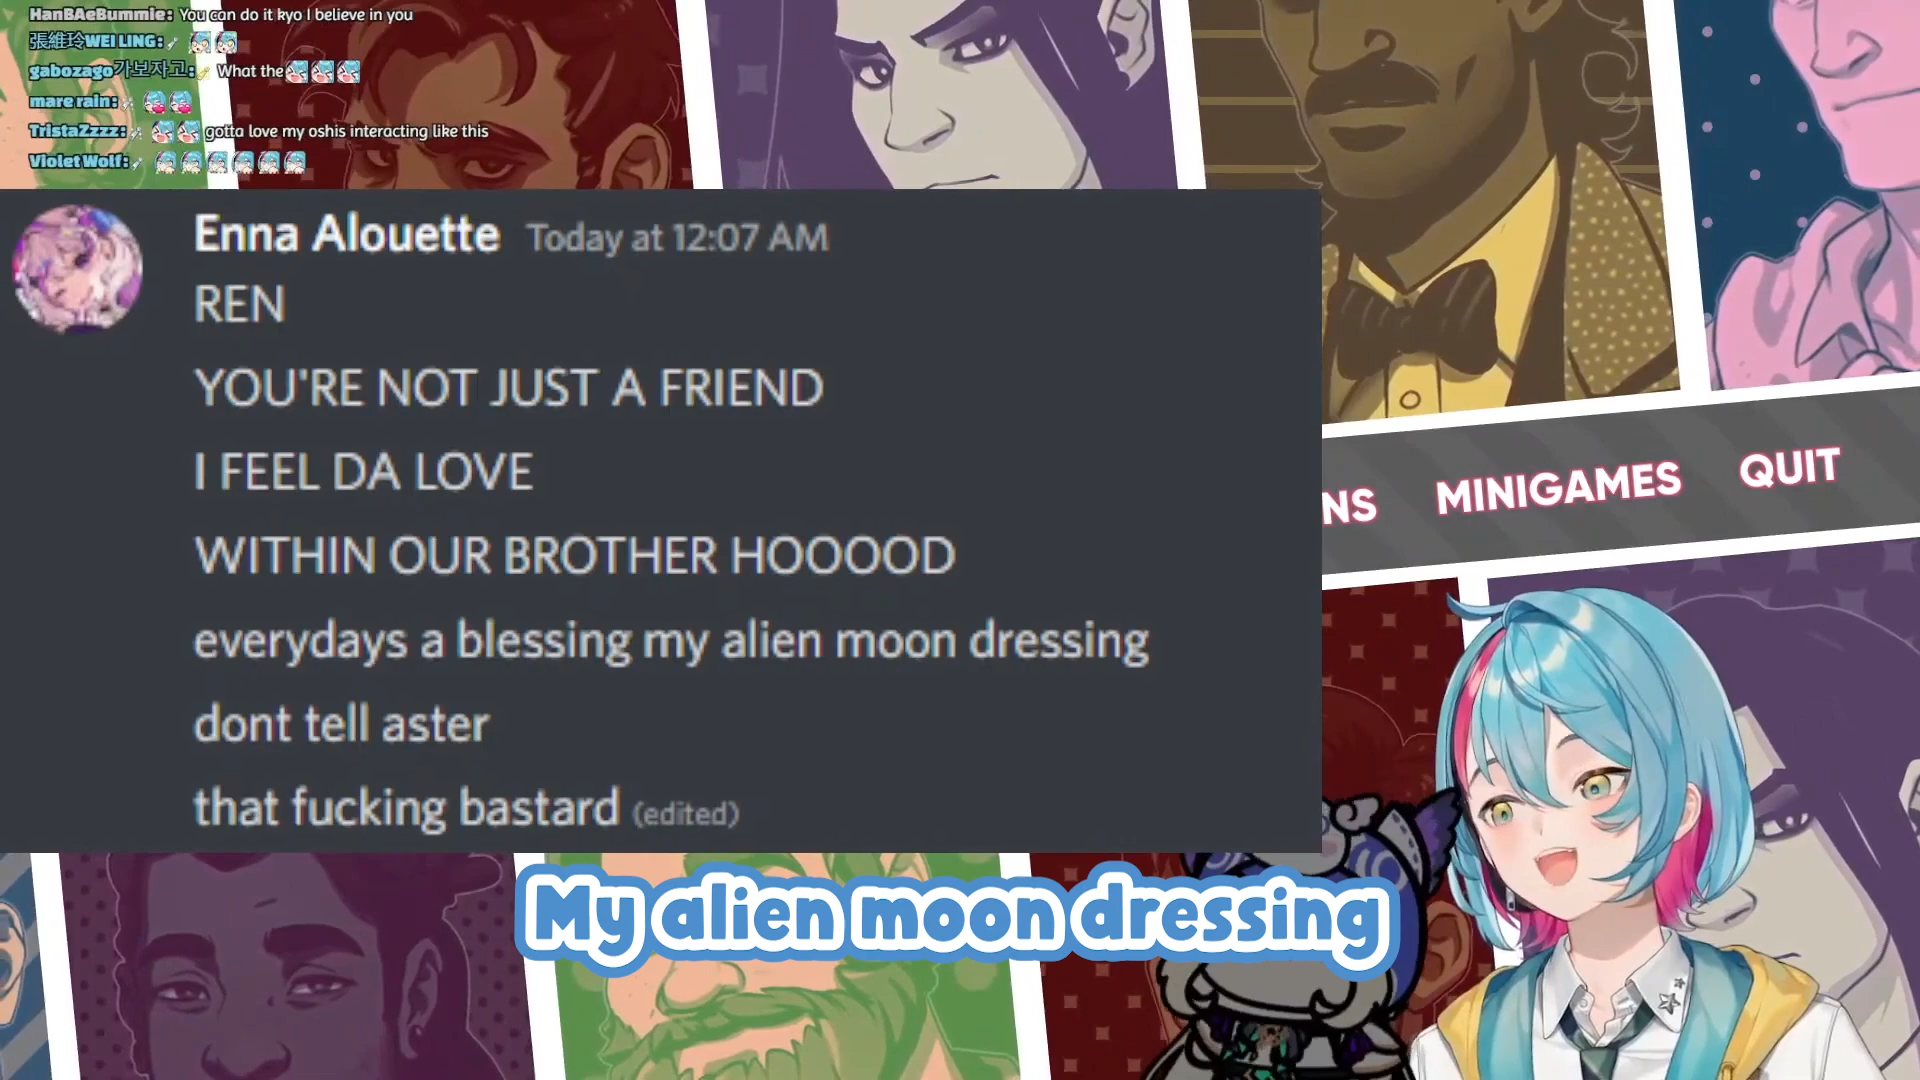 HanBAeBummie: You can do it kyo I believe in you
張維玲WEI LING:
gabozago가보자고: What the
mare rain:
TristaZzzz: gotta love my oshis interacting like this
Violet Wolf:
Enna Alouette Today at 12:07 AM
REN
YOU'RE NOT JUST A FRIEND
I FEEL DA LOVE
WITHIN OUR BROTHER HOOOOD
everydays a blessing my alien moon dressing
dont tell aster
that fucking bastard (edited)
NS MINIGAMES QUIT
My alien moon dressing